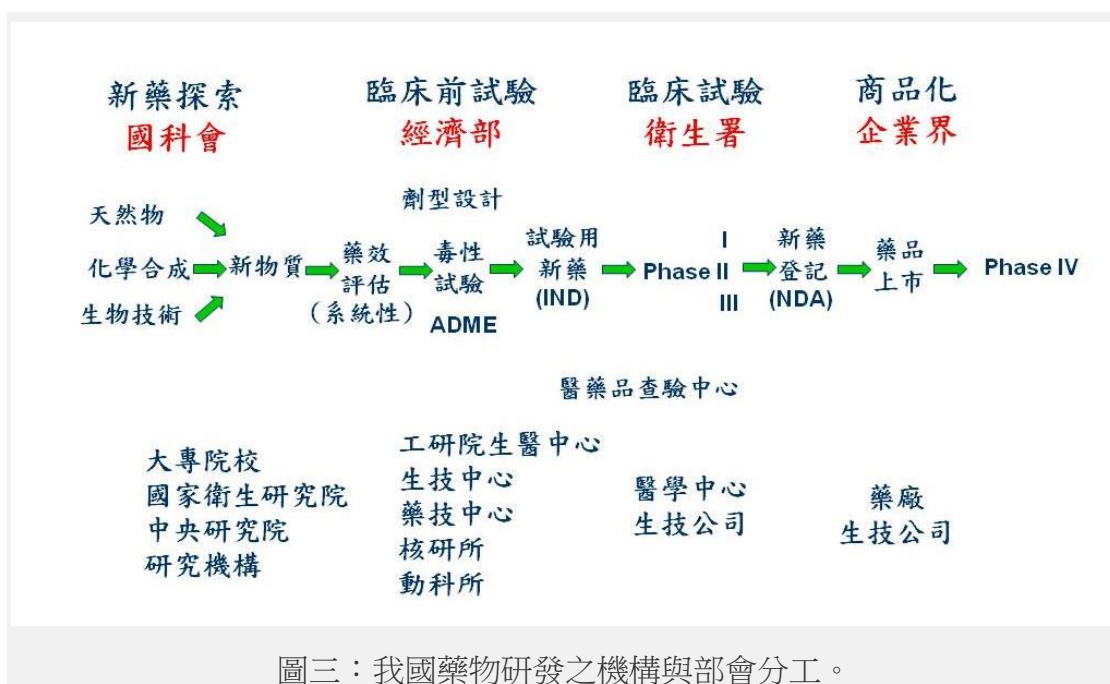 新藥探索
國科會
臨床前試驗
經濟部
臨床試驗
衛生署
商品化
企業界
天然物
化學合成
生物技術
新物質
藥效
評估
(系統性)
劑型設計
毒性
試驗
ADME
試驗用
新藥
(IND)
I
Phase II
III
新藥
登記
(NDA)
藥品
上市
Phase IV
醫藥品查驗中心
大專院校
國家衛生研究院
中央研究院
研究機構
工研院生醫中心
生技中心
藥技中心
核研所
動科所
醫學中心
生技公司
藥廠
生技公司
圖三：我國藥物研發之機構與部會分工。